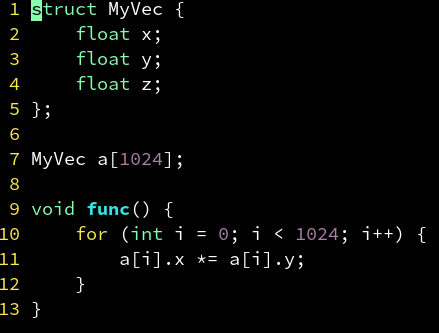 1 struct MyVec {
2     float x;
3     float y;
4     float z;
5 };
6
7 MyVec a[1024];
8
9 void func() {
10     for (int i = 0; i < 1024; i++) {
11         a[i].x *= a[i].y;
12     }
13 }